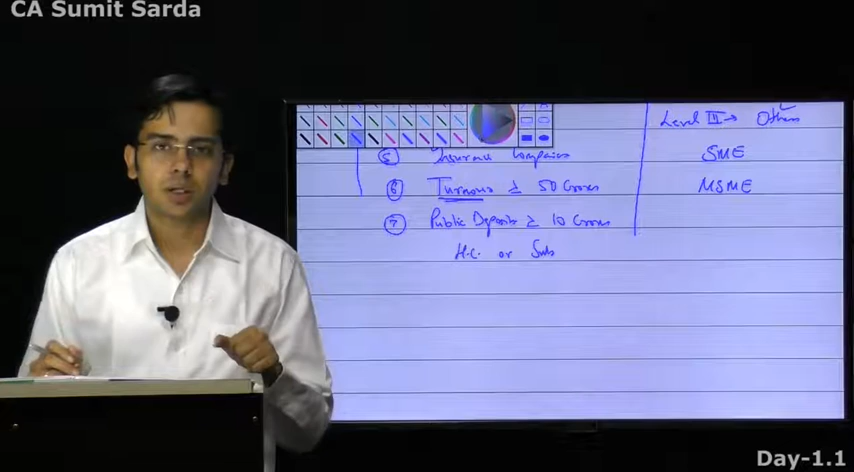 CA Sumit Sarda
Level III → Others
⑤ Insurance Companies
SME
⑥ Turnover ≥ 50 Crores
MSME
⑦ Public Deposits ≥ 10 Crores
H.C. or Subs
Day-1.1